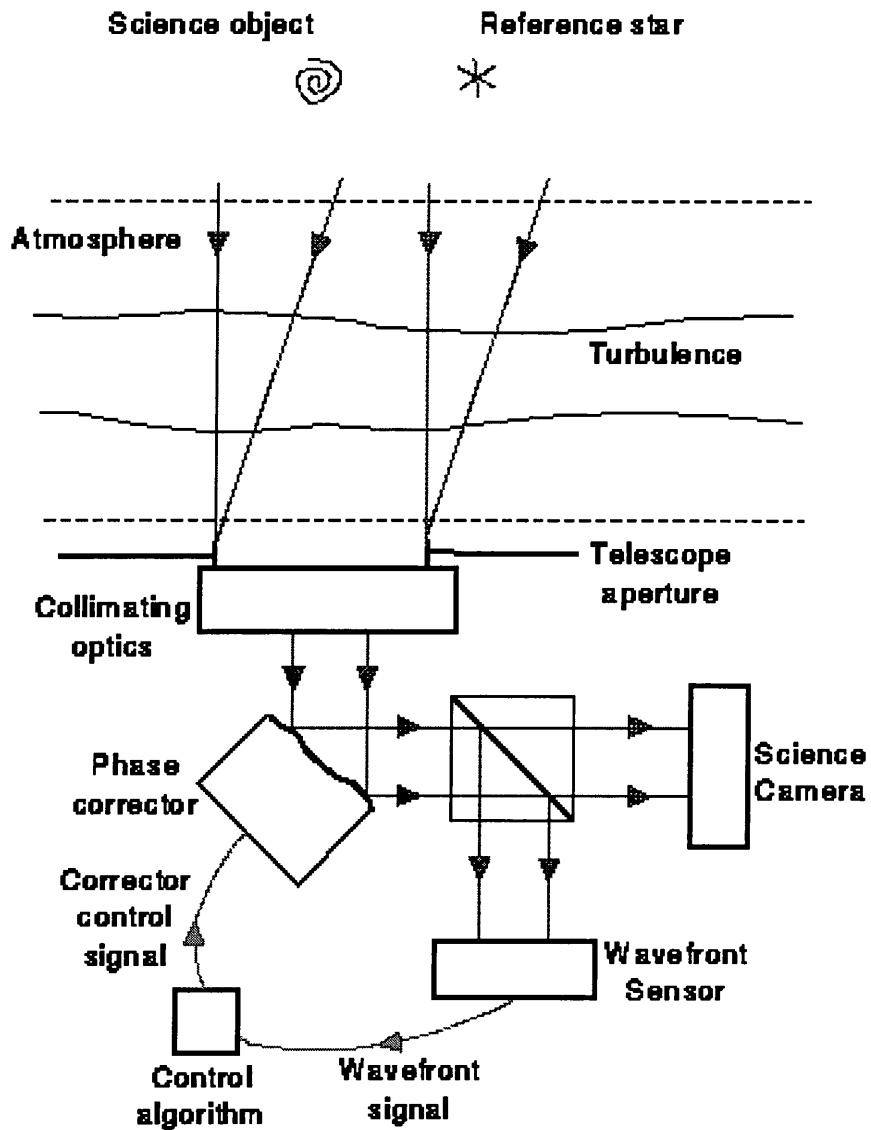 Science object
Reference star
Atmosphere
Turbulence
Telescope
aperture
Collimating
optics
Phase
corrector
Science
Camera
Corrector
control
signal
Wavefront
Sensor
Control
algorithm
Wavefront
signal